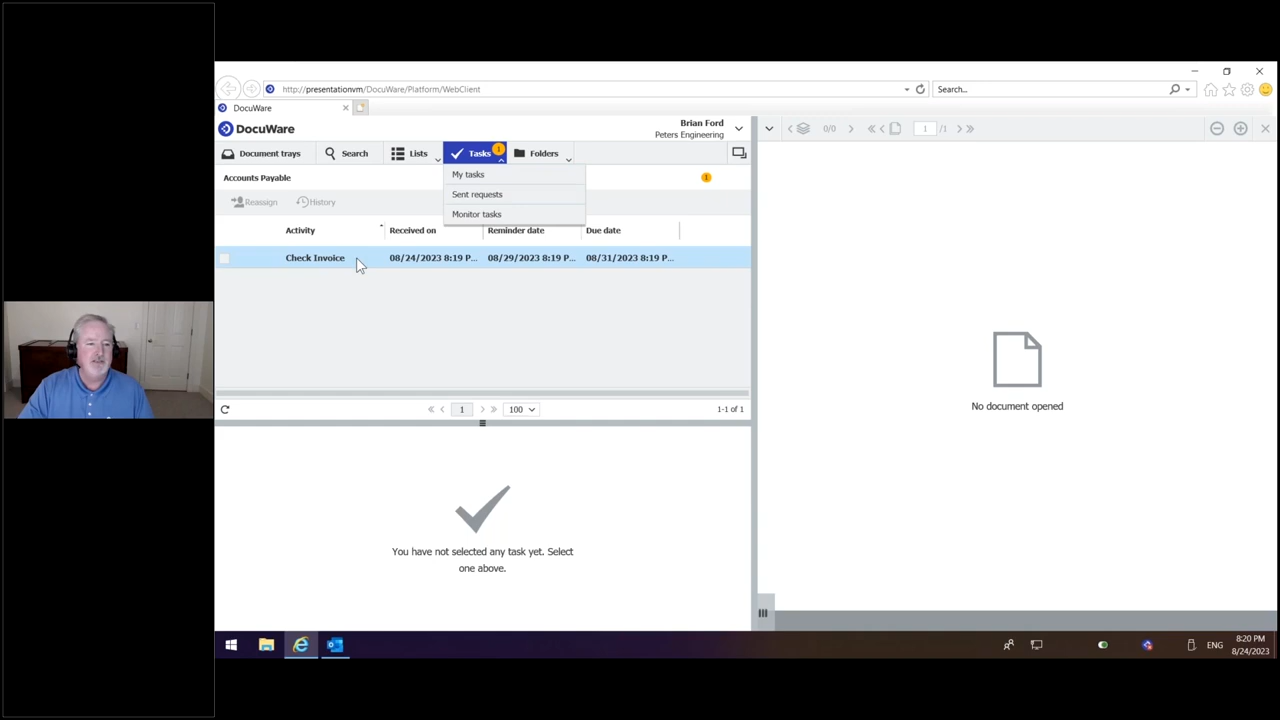 http://presentationvm/DocuWare/Platform/WebClient
Search...
DocuWare
DocuWare
Brian Ford
Peters Engineering
0/0
1
/1
Document trays
Search
Lists
Tasks
1
Folders
My tasks
Sent requests
Monitor tasks
Accounts Payable
1
Reassign
History
Activity
Received on
Reminder date
Due date
Check Invoice
08/24/2023 8:19 P...
08/29/2023 8:19 P...
08/31/2023 8:19 P...
No document opened
1
100
1-1 of 1
You have not selected any task yet. Select
one above.
ENG
8:20 PM
8/24/2023